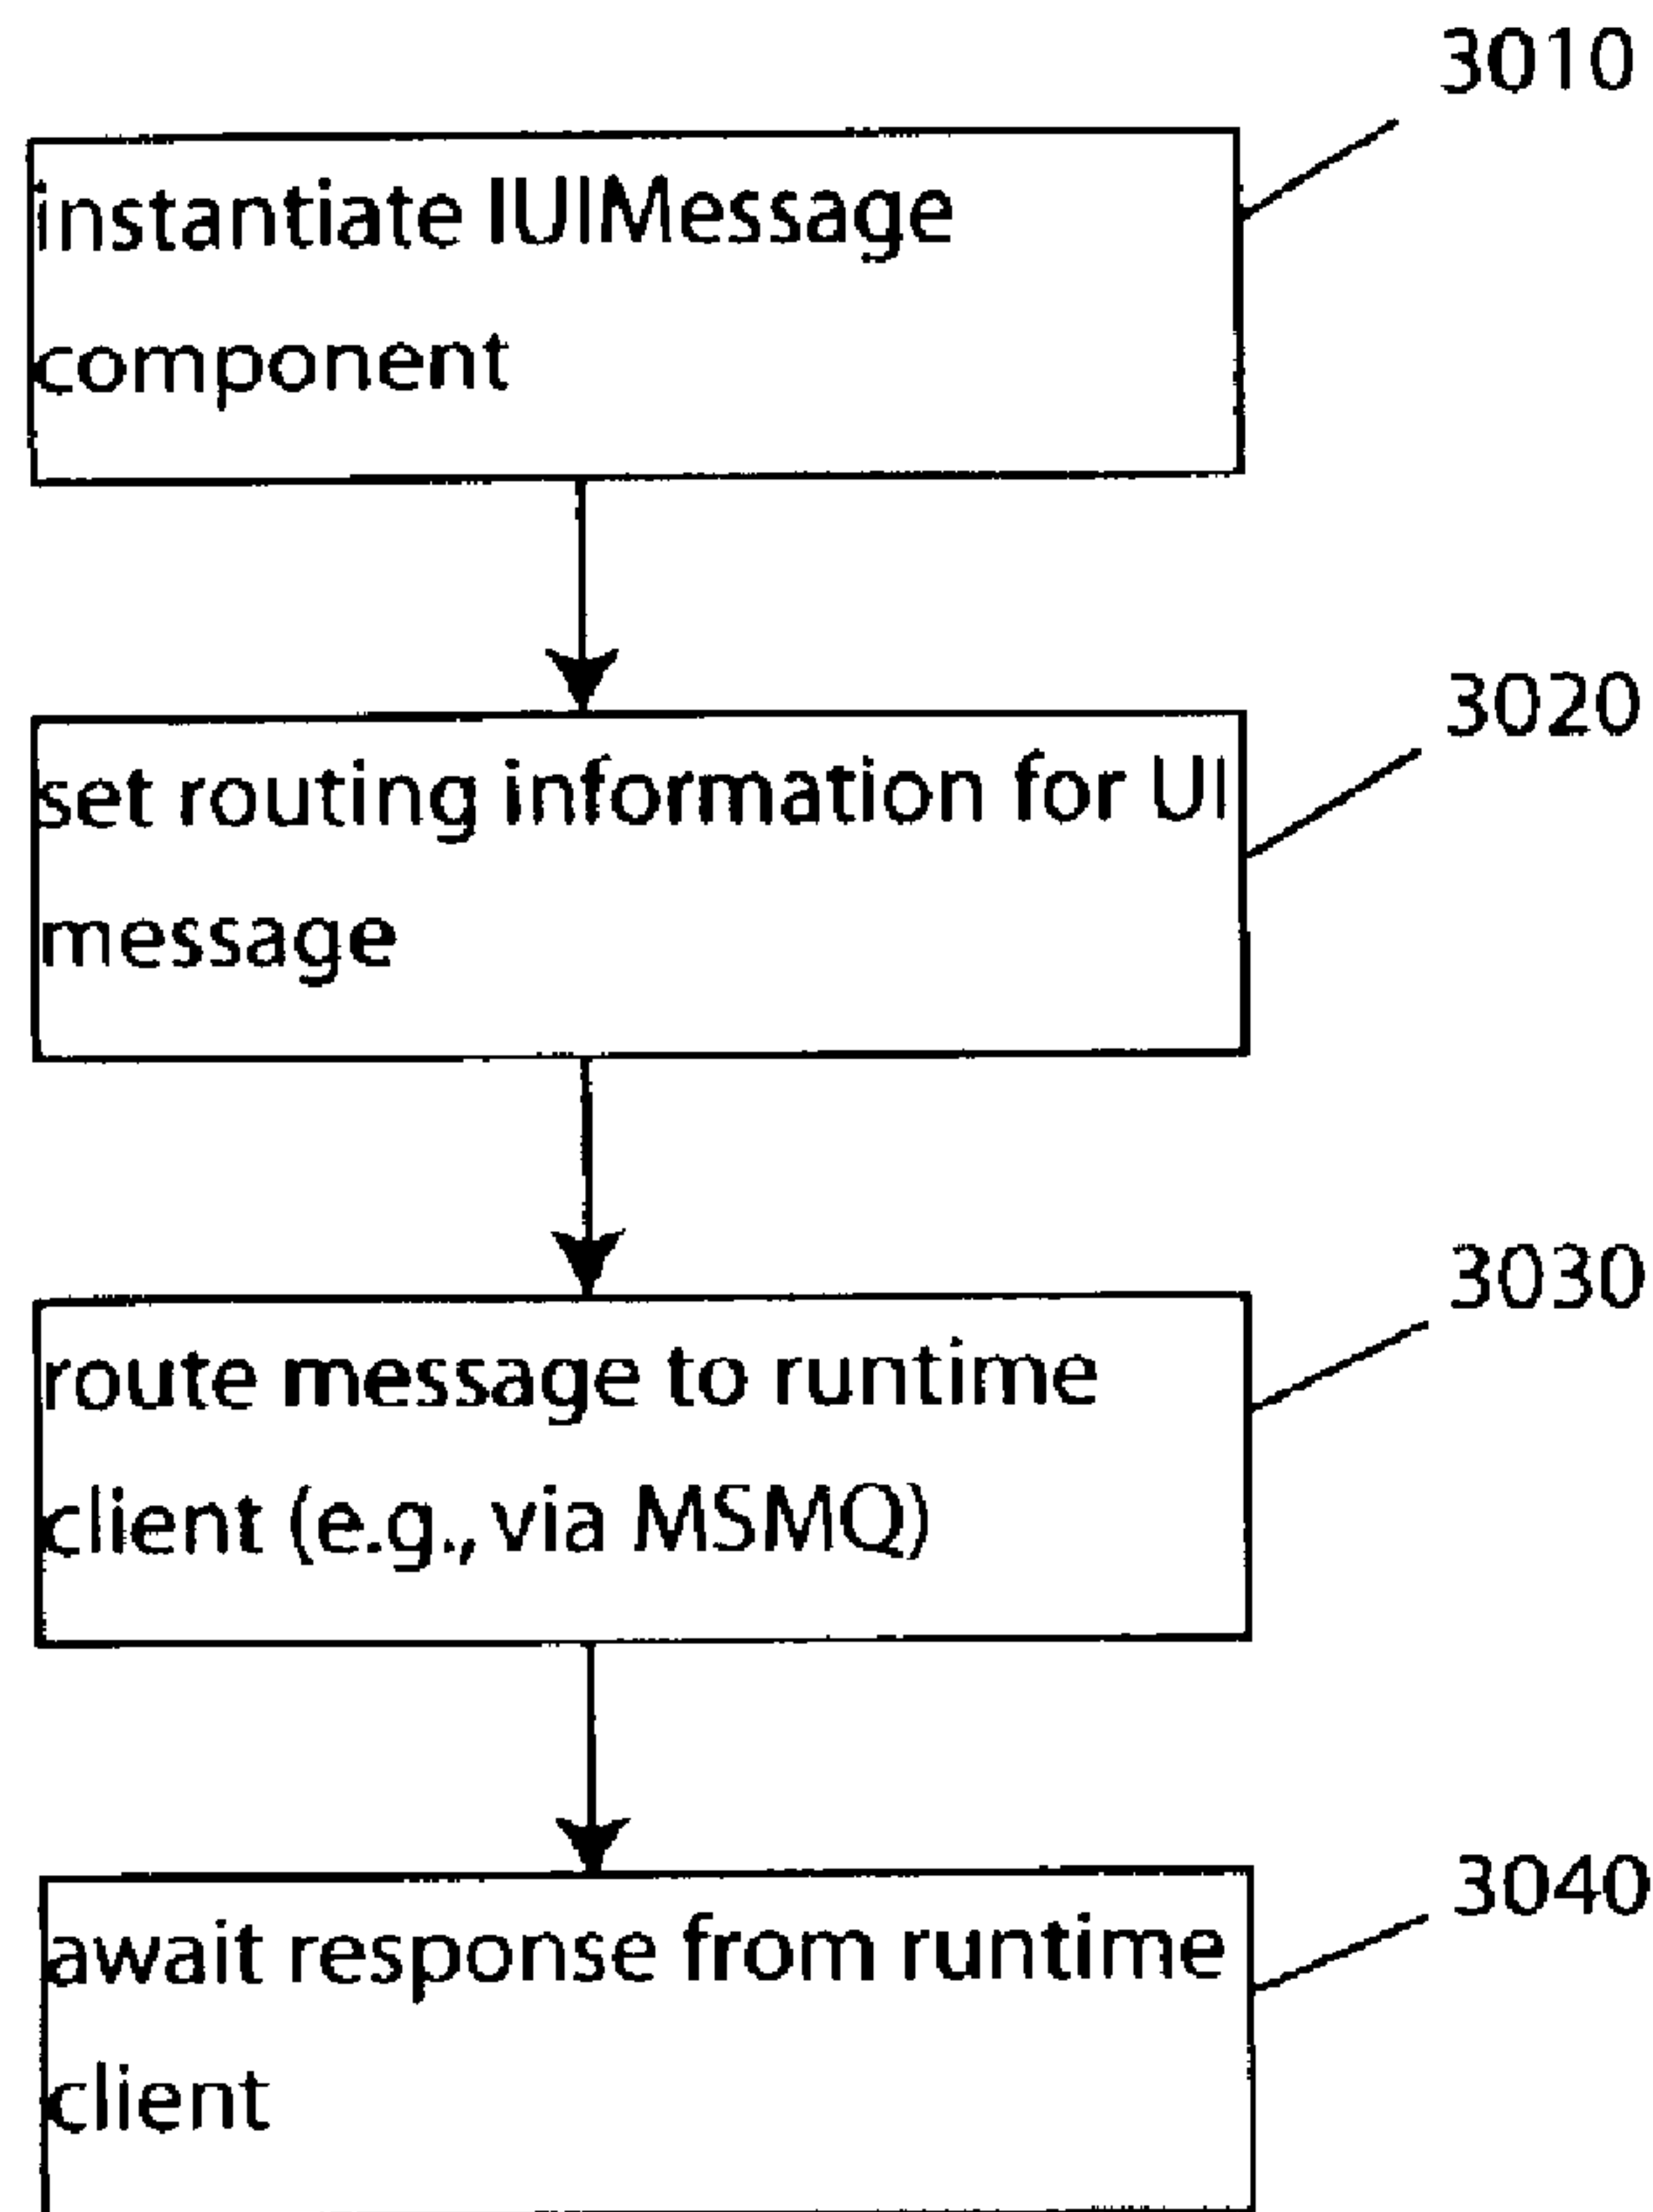 3010
instantiate IUIMessage
component
3020
set routing information for UI
message
3030
route message to runtime
client (e.g., via MSMQ)
3040
await response from runtime
client